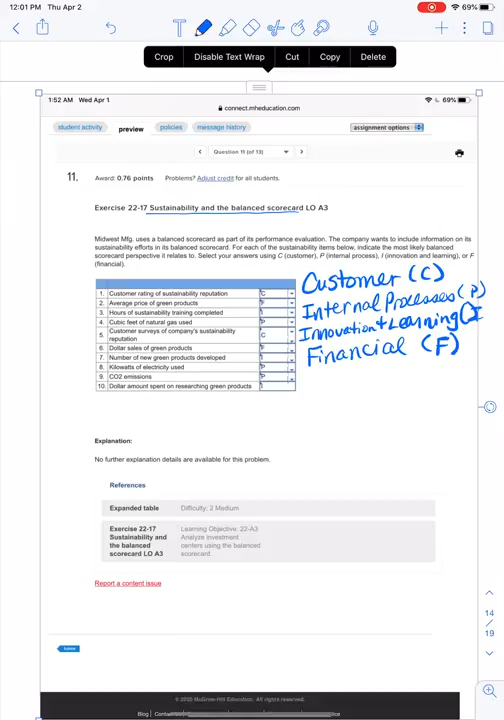 12:01 PM Thu Apr 2
69%
Crop Disable Text Wrap Cut Copy Delete
1:52 AM Wed Apr 1
69%
connect.mheducation.com
student activity preview policies message history assignment options
Question 11 (of 13)
11. Award: 0.76 points Problems? Adjust credit for all students.
Exercise 22-17 Sustainability and the balanced scorecard LO A3
Midwest Mfg. uses a balanced scorecard as part of its performance evaluation. The company wants to include information on its
sustainability efforts in its balanced scorecard. For each of the sustainability items below, indicate the most likely balanced
scorecard perspective it relates to. Select your answers using C (customer), P (internal process), I (innovation and learning), or F
(financial).
Customer (C)
Internal Processes (P)
Innovation + Learning (I
Financial (F)
1. Customer rating of sustainability reputation C
2. Average price of green products F
3. Hours of sustainability training completed I
4. Cubic feet of natural gas used P
5. Customer surveys of company's sustainability
reputation C
6. Dollar sales of green products F
7. Number of new green products developed I
8. Kilowatts of electricity used P
9. CO2 emissions P
10. Dollar amount spent on researching green products I
Explanation:
No further explanation details are available for this problem.
References
Expanded table Difficulty: 2 Medium
Exercise 22-17 Learning Objective: 22-A3
Sustainability and Analyze investment
the balanced centers using the balanced
scorecard LO A3 scorecard.
Report a content issue
14
/
19
home
© 2020 McGraw-Hill Education. All rights reserved.
Blog